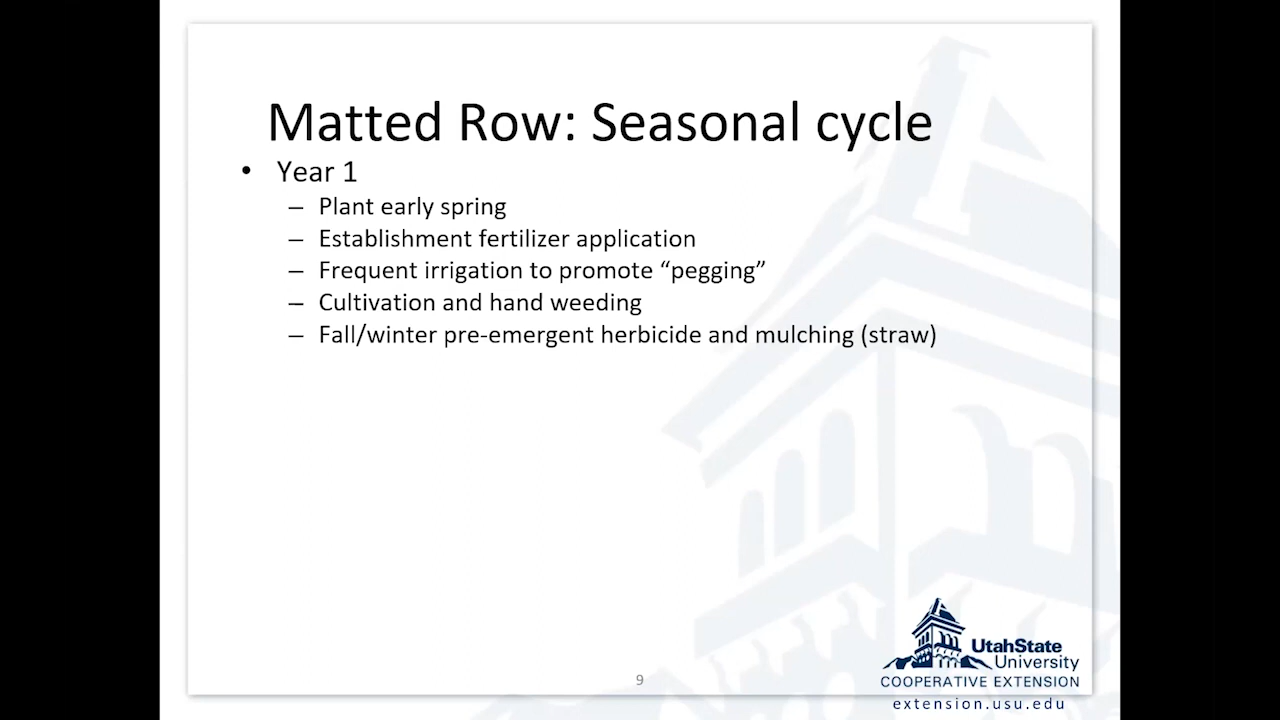 Matted Row: Seasonal cycle
• Year 1
– Plant early spring
– Establishment fertilizer application
– Frequent irrigation to promote “pegging”
– Cultivation and hand weeding
– Fall/winter pre-emergent herbicide and mulching (straw)
9
UtahState
University
COOPERATIVE EXTENSION
extension.usu.edu